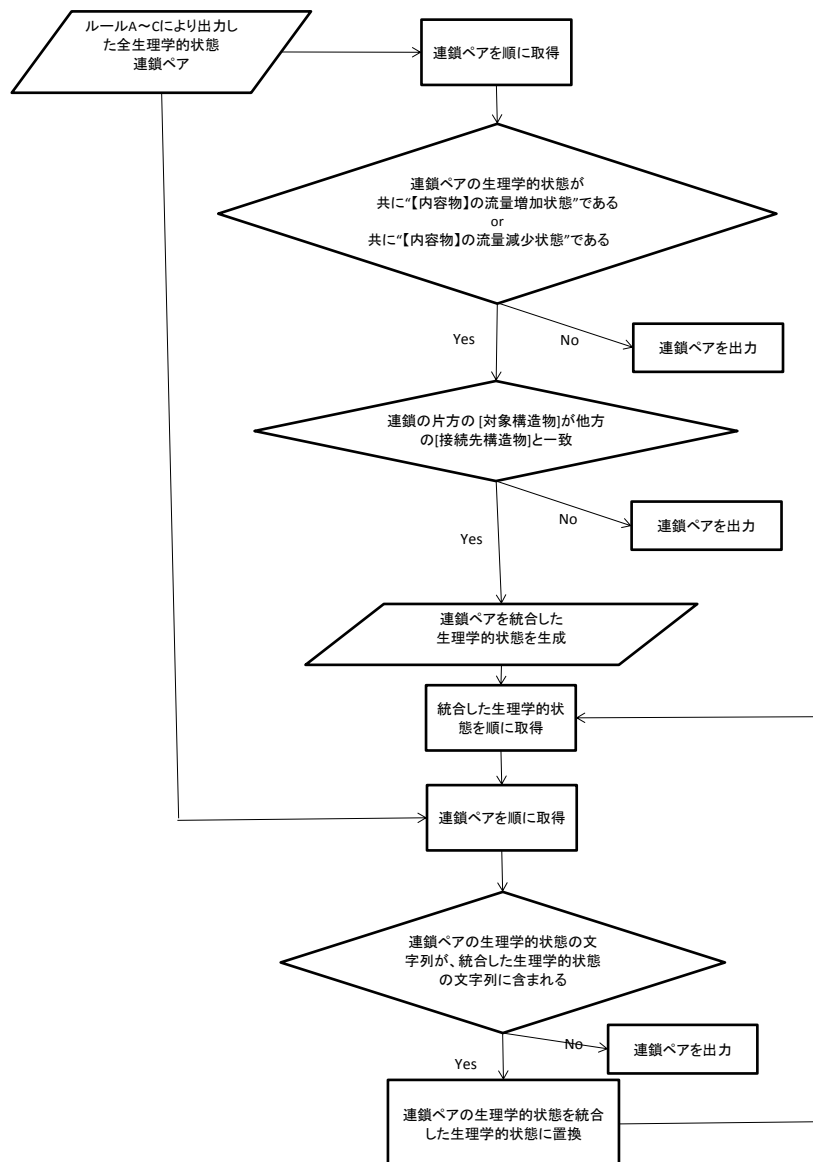 ルールA～Cにより出力し
た全生理学的状態
連鎖ペア
連鎖ペアを順に取得
連鎖ペアの生理学的状態が
共に“【内容物】の流量増加状態”である
or
共に“【内容物】の流量減少状態”である
Yes
No
連鎖ペアを出力
連鎖の片方の [対象構造物]が他方
の[接続先構造物]と一致
Yes
No
連鎖ペアを出力
連鎖ペアを統合した
生理学的状態を生成
統合した生理学的状
態を順に取得
連鎖ペアを順に取得
連鎖ペアの生理学的状態の文
字列が、統合した生理学的状態
の文字列に含まれる
No
連鎖ペアを出力
Yes
連鎖ペアの生理学的状態を統合
した生理学的状態に置換